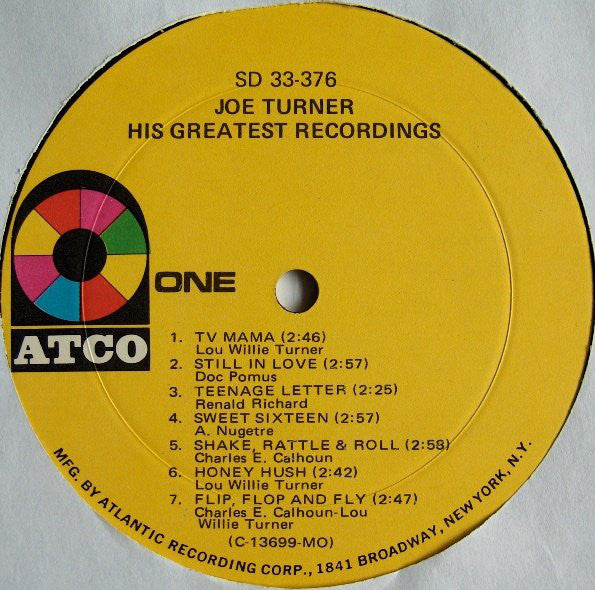 SD 33-376
JOE TURNER
HIS GREATEST RECORDINGS
ATCO
ONE
1. TV MAMA (2:46)
Lou Willie Turner
2. STILL IN LOVE (2:57)
Doc Pomus
3. TEENAGE LETTER (2:25)
Renald Richard
4. SWEET SIXTEEN (2:57)
A. Nugetre
5. SHAKE, RATTLE & ROLL (2:58)
Charles E. Calhoun
6. HONEY HUSH (2:42)
Lou Willie Turner
7. FLIP, FLOP AND FLY (2:47)
Charles E. Calhoun-Lou
Willie Turner
(C-13699-MO)
MFG. BY ATLANTIC RECORDING CORP., 1841 BROADWAY, NEW YORK, N.Y.